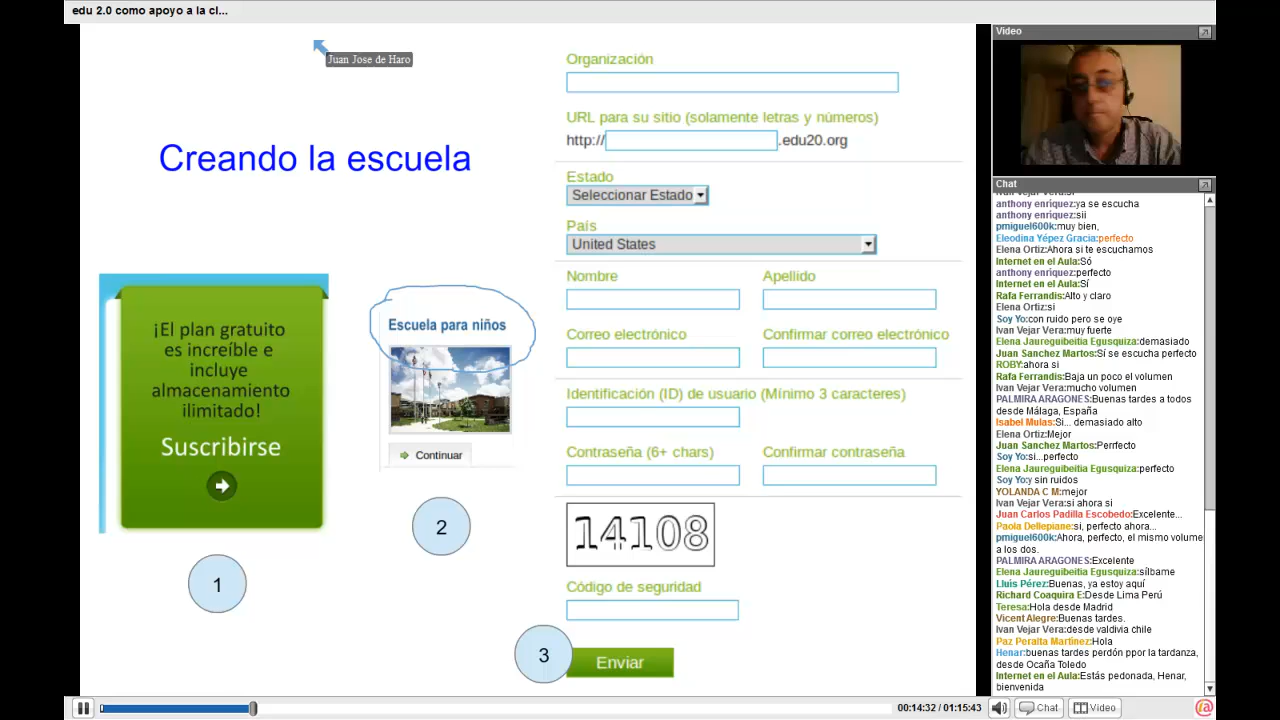 edu 2.0 como apoyo a la cl...
Juan Jose de Haro
Creando la escuela
¡El plan gratuito
es increíble e
incluye
almacenamiento
ilimitado!
Suscribirse
1
Escuela para niños
Continuar
2
Organización
URL para su sitio (solamente letras y números)
http://
.edu20.org
Estado
Seleccionar Estado
País
United States
Nombre
Apellido
Correo electrónico
Confirmar correo electrónico
Identificación (ID) de usuario (Mínimo 3 caracteres)
Contraseña (6+ chars)
Confirmar contraseña
14108
Código de seguridad
3
Enviar
Video
Chat
Ivan Vejar Vera:si
anthony enríquez:ya se escucha
anthony enríquez:sii
pmiguel600k:muy bien,
Eleodina Yépez Gracia:perfecto
Elena Ortiz:Ahora si te escuchamos
Internet en el Aula:Só
anthony enríquez:perfecto
Internet en el Aula:Sí
Rafa Ferrandis:Alto y claro
Elena Ortiz:si
Soy Yo:con ruido pero se oye
Ivan Vejar Vera:muy fuerte
Elena Jaureguibeitia Egusquiza:demasiado
Juan Sanchez Martos:Sí se escucha perfecto
ROBY:ahora si
Rafa Ferrandis:Baja un poco el volumen
Ivan Vejar Vera:mucho volumen
PALMIRA ARAGONES:Buenas tardes a todos
desde Málaga, España
Isabel Mulas:Si... demasiado alto
Elena Ortiz:Mejor
Juan Sanchez Martos:Perrfecto
Soy Yo:si...perfecto
Elena Jaureguibeitia Egusquiza:perfecto
Soy Yo:y sin ruidos
YOLANDA C M:mejor
Ivan Vejar Vera:si ahora si
Juan Carlos Padilla Escobedo:Excelente...
Paola Dellepiane:si, perfecto ahora...
pmiguel600k:Ahora, perfecto, el mismo volume
a los dos.
PALMIRA ARAGONES:Excelente
Elena Jaureguibeitia Egusquiza:sílbame
Lluís Pérez:Buenas, ya estoy aquí
Richard Coaquira E:Desde Lima Perú
Teresa:Hola desde Madrid
Vicent Alegre:Buenas tardes.
Ivan Vejar Vera:desde valdivia chile
Paz Peralta Martínez:Hola
Henar:buenas tardes perdón ppor la tardanza,
desde Ocaña Toledo
Internet en el Aula:Estás pedonada, Henar,
bienvenida
00:14:32 / 01:15:43
Chat
Video